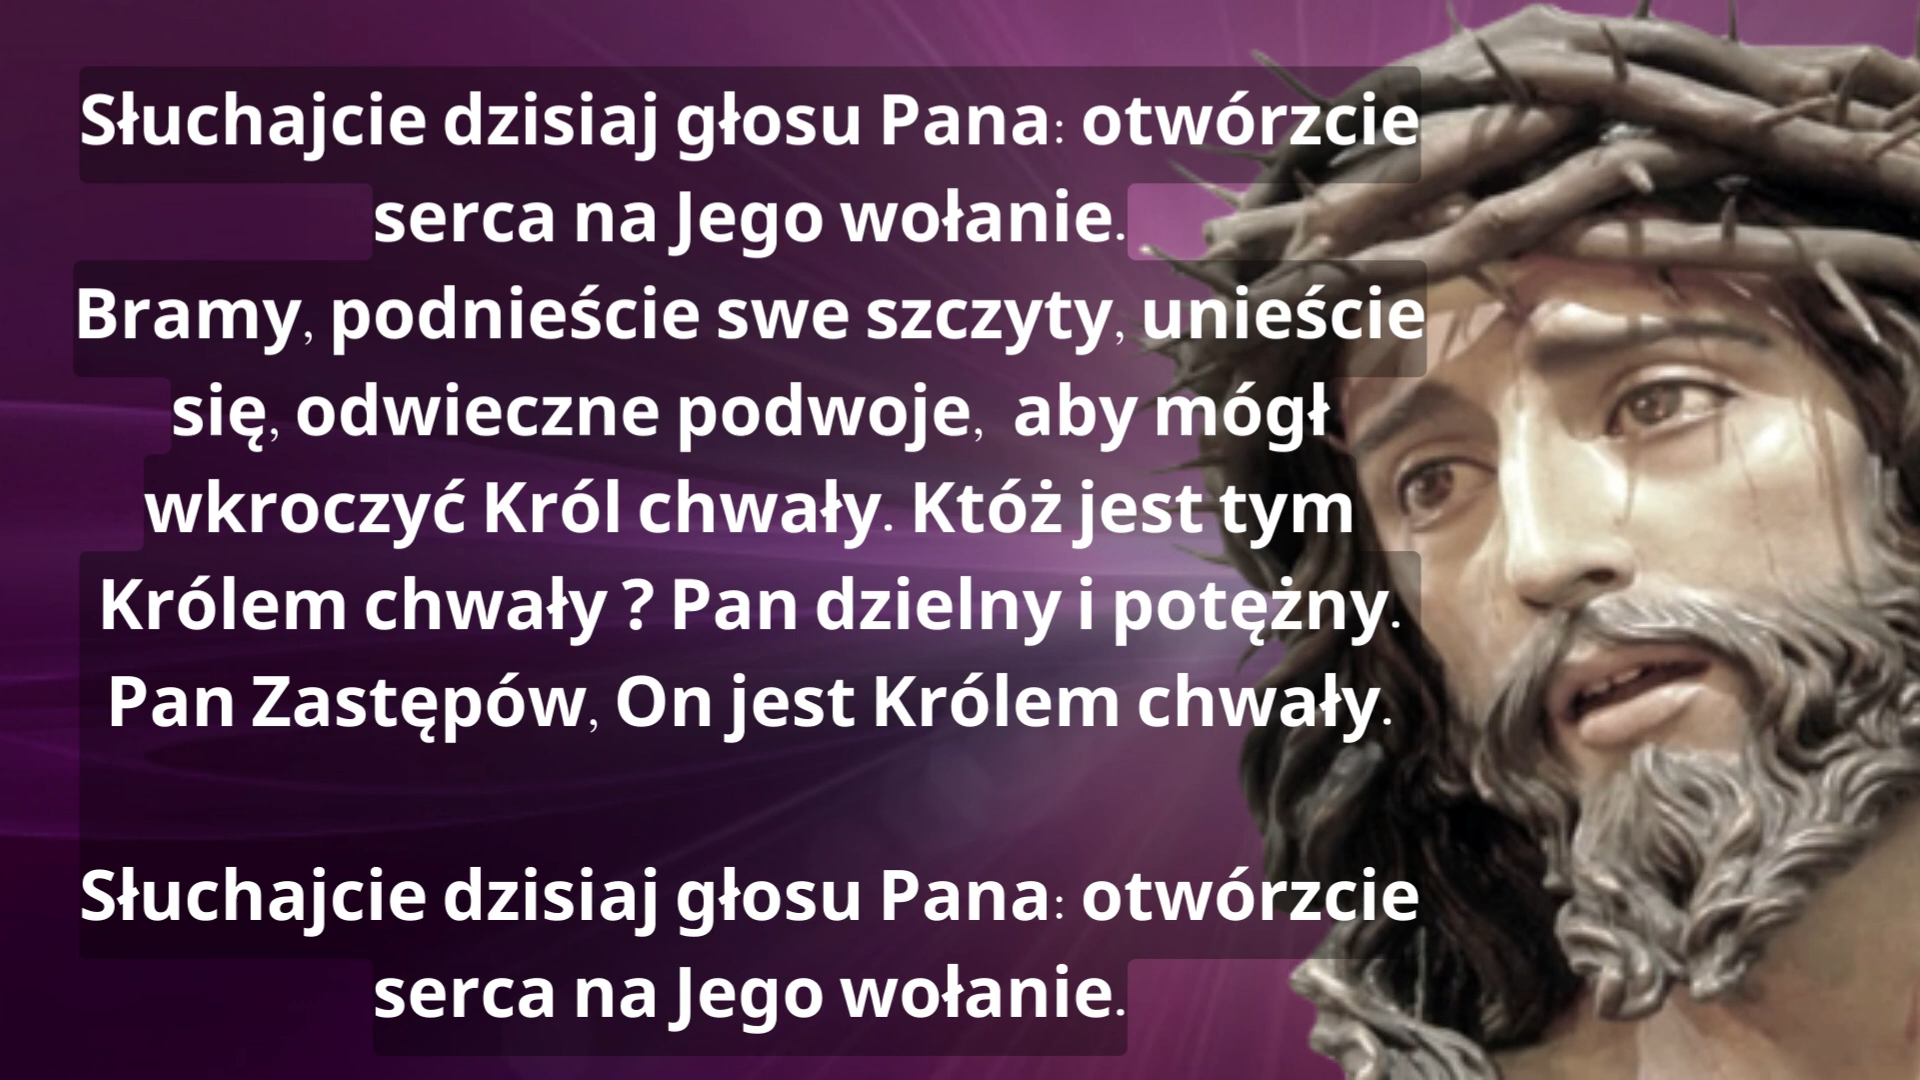 Słuchajcie dzisiaj głosu Pana: otwórzcie
serca na Jego wołanie.
Bramy, podnieście swe szczyty, unieście
się, odwieczne podwoje,  aby mógł
wkroczyć Król chwały. Któż jest tym
Królem chwały ? Pan dzielny i potężny.
Pan Zastępów, On jest Królem chwały.
Słuchajcie dzisiaj głosu Pana: otwórzcie
serca na Jego wołanie.